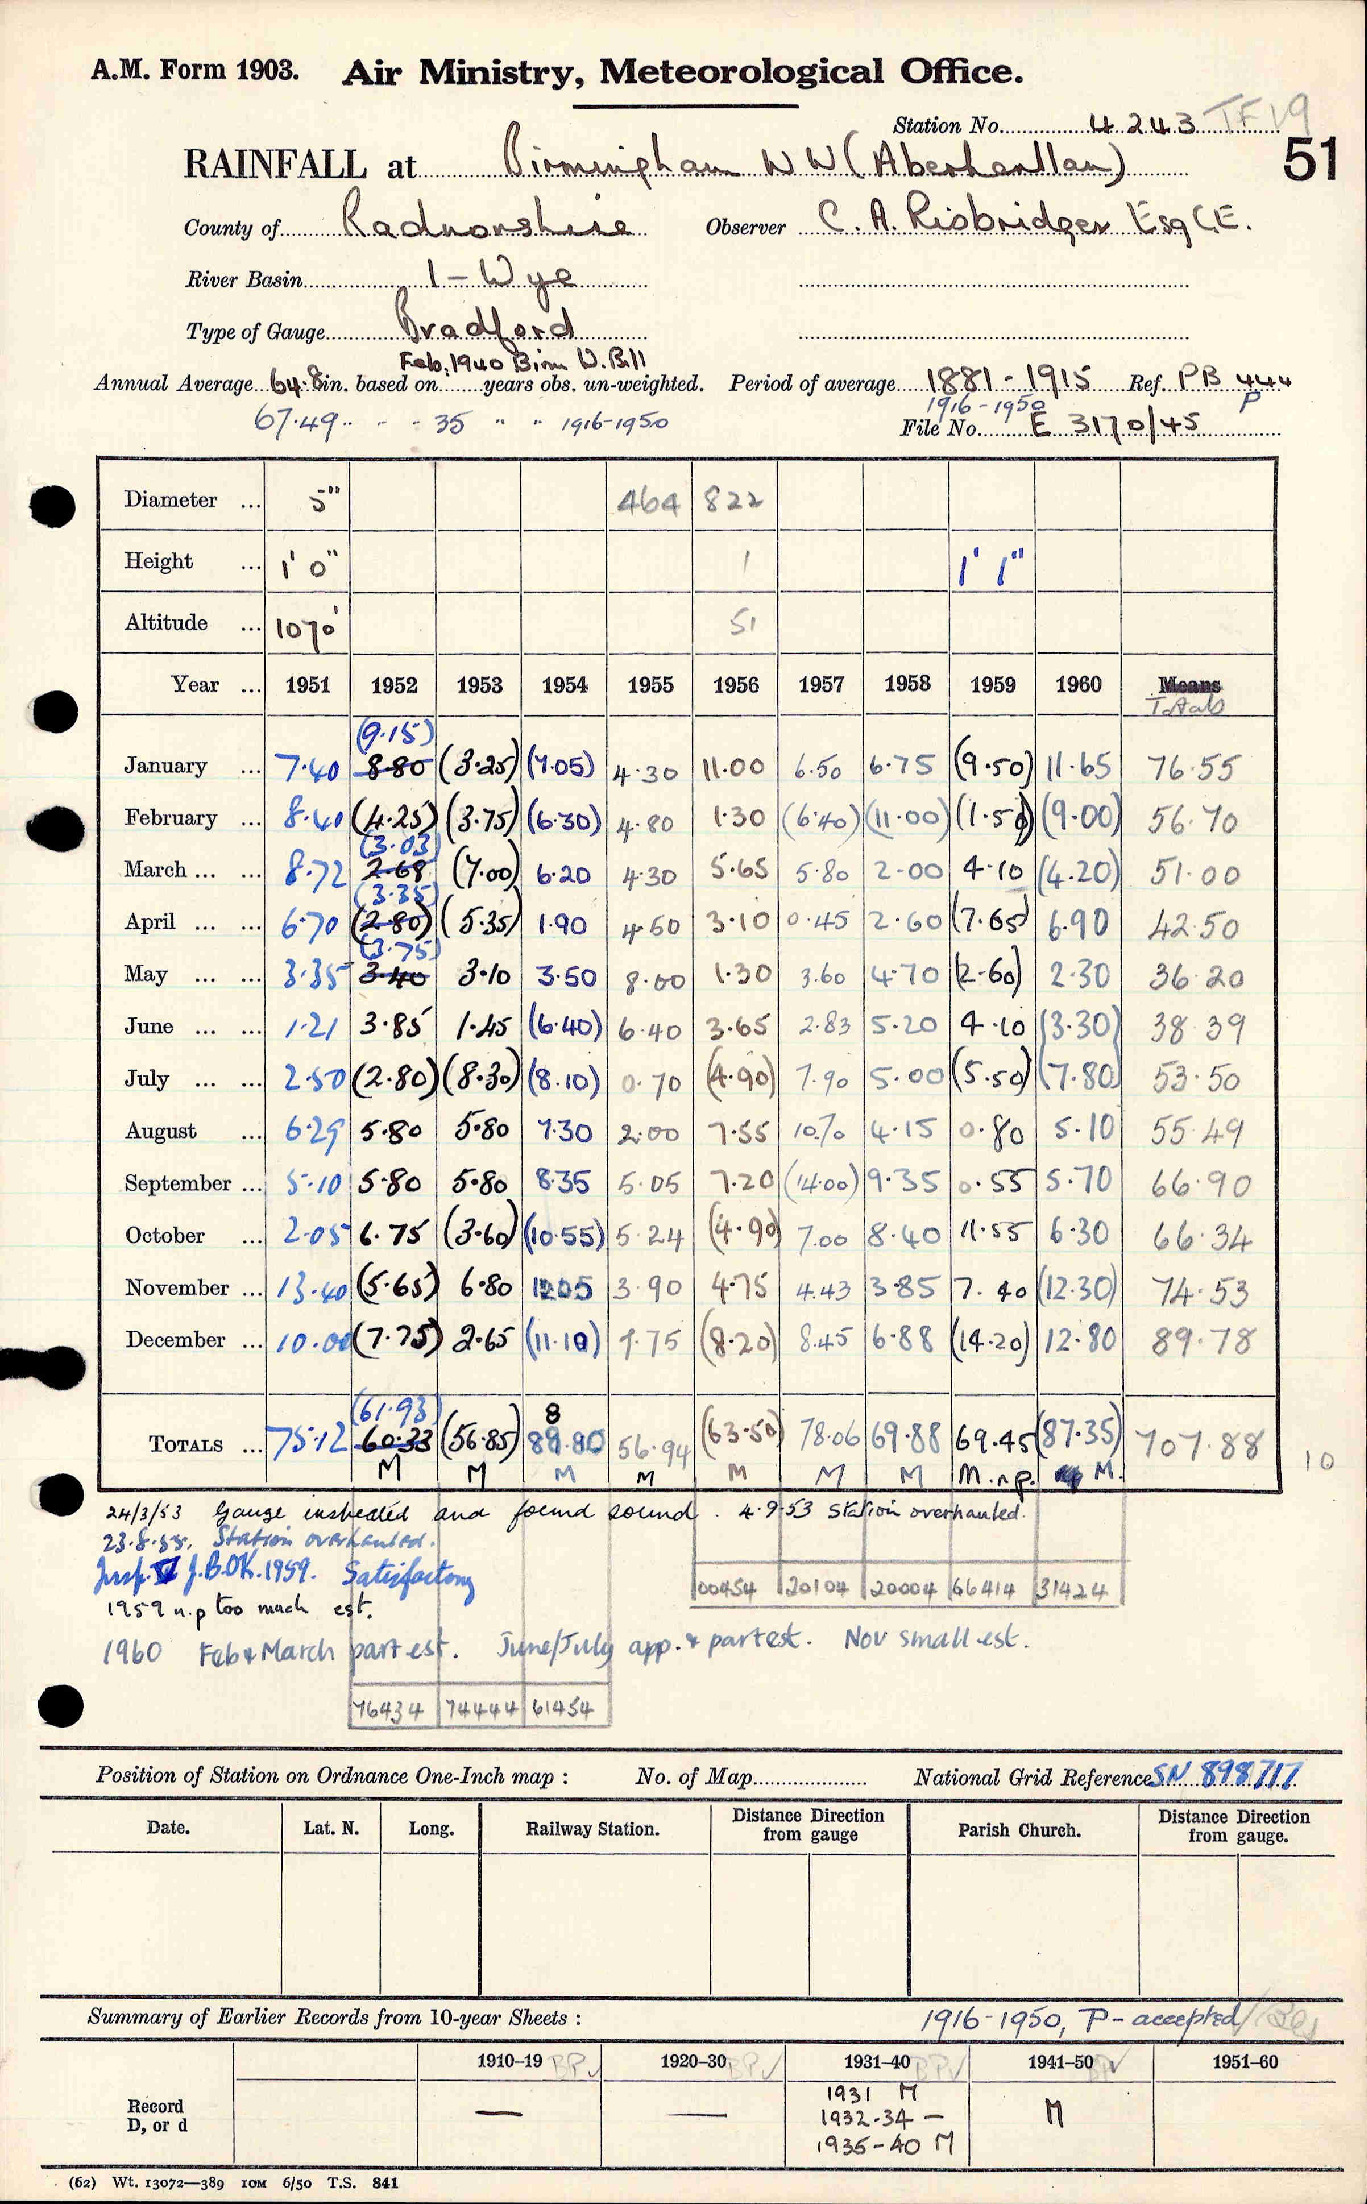 A.M. Form 1903. Air Ministry, Meteorological Office.
Station No. 4243 TF 19
51
RAINFALL at Birmingham W W (Aberhanllan)
County of Radnorshire Observer C. A. Risbridger Esq C.E.
River Basin 1 - Wye
Type of Gauge Bradford
Feb. 1940 Birm W. Bill
Annual Average 64.8 in. based on years obs. un-weighted. Period of average 1881-1915 Ref. PB 444
67.49 " - - 35 " " 1916-1950 1916-1950 P
File No. E 3170/45
Diameter ... 5" 464 822
Height ... 1' 0" 1 1' 1"
Altitude ... 1070' 51
Year ... 1951 1952 1953 1954 1955 1956 1957 1958 1959 1960 Means
Totals
(9.15)
January ... 7.40 8.80 (3.25) (7.05) 4.30 11.00 6.50 6.75 (9.50) 11.65 76.55
February ... 8.40 (4.25) (3.75) (6.30) 4.80 1.30 (6.40) (11.00) (1.50) (9.00) 56.70
(3.03)
March ... ... 8.72 2.68 (7.00) 6.20 4.30 5.65 5.80 2.00 4.10 (4.20) 51.00
(3.35)
April ... ... 6.70 (2.80) (5.35) 1.90 4.50 3.10 0.45 2.60 (7.65) 6.90 42.50
(3.75)
May ... ... 3.35 3.40 3.10 3.50 8.00 1.30 3.60 4.70 (2.60) 2.30 36.20
June ... ... 1.21 3.85 1.45 (6.40) 6.40 3.65 2.83 5.20 4.10 (3.30) 38.39
July ... ... 2.50 (2.80) (8.30) (8.10) 0.70 (4.90) 7.90 5.00 (5.50) (7.80) 53.50
August ... 6.29 5.80 5.80 7.30 2.00 7.55 10.70 4.15 0.80 5.10 55.49
September ... 5.10 5.80 5.80 8.35 5.05 7.20 (14.00) 9.35 0.55 5.70 66.90
October ... 2.05 6.75 (3.60) (10.55) 5.24 (4.90) 7.00 8.40 11.55 6.30 66.34
November ... 13.40 (5.65) 6.80 12.05 3.90 4.75 4.43 3.85 7.40 (12.30) 74.53
December ... 10.00 (7.75) 2.65 (11.10) 7.75 (8.20) 8.45 6.88 (14.20) 12.80 89.78
(61.93) 8
TOTALS ... 75.12 60.33 (56.85) 89.80 56.94 (63.50) 78.06 69.88 69.45 (87.35) 707.88 10
M M M M M M M M.n.p. M.
24/3/53 Gauge inspected and found sound. 4.9.53 Station overhauled.
23.8.55. Station overhauled.
Insp. J.B. OK. 1959. Satisfactory
00454 20104 20004 66414 31424
1959 n.p too much est.
1960 Feb & March part est. June/July app. & part est. Nov small est.
76434 74444 61454
Position of Station on Ordnance One-Inch map : No. of Map National Grid Reference SN 898717
Date. Lat. N. Long. Railway Station. Distance Direction from gauge Parish Church. Distance Direction from gauge.
Summary of Earlier Records from 10-year Sheets : 1916-1950, P - accepted
1910-19 BPV 1920-30 BPV 1931-40 BPV 1941-50 BPV 1951-60
Record
D, or d
— — 1931 M M
1932-34 —
1935-40 M
(62) Wt. 13072—389 10M 6/50 T.S. 841